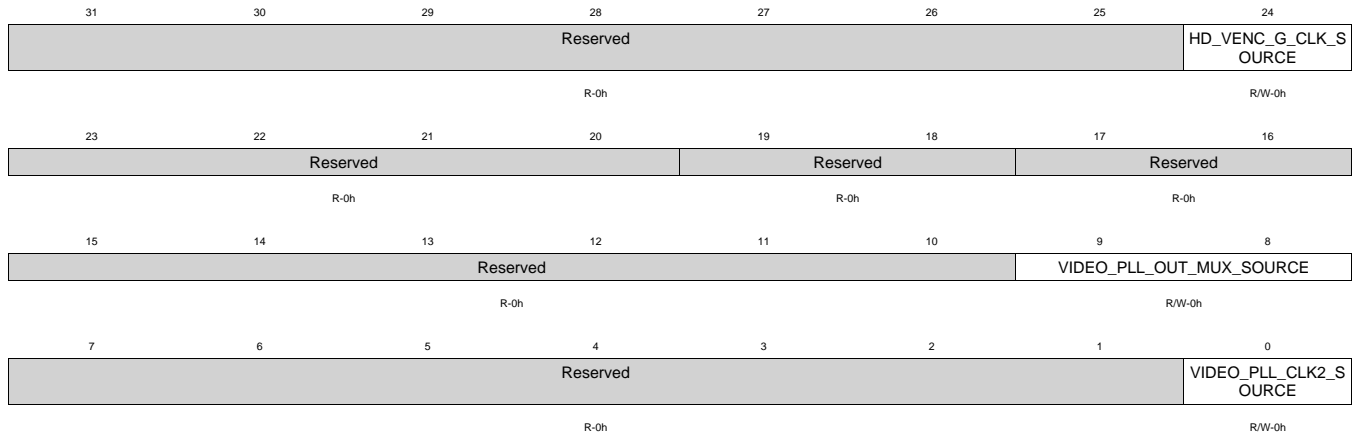 31 30 29 28 27 26 25 24
Reserved HD_VENC_G_CLK_S
OURCE
R-0h R/W-0h
23 22 21 20 19 18 17 16
Reserved Reserved Reserved
R-0h R-0h R-0h
15 14 13 12 11 10 9 8
Reserved VIDEO_PLL_OUT_MUX_SOURCE
R-0h R/W-0h
7 6 5 4 3 2 1 0
Reserved VIDEO_PLL_CLK2_S
OURCE
R-0h R/W-0h